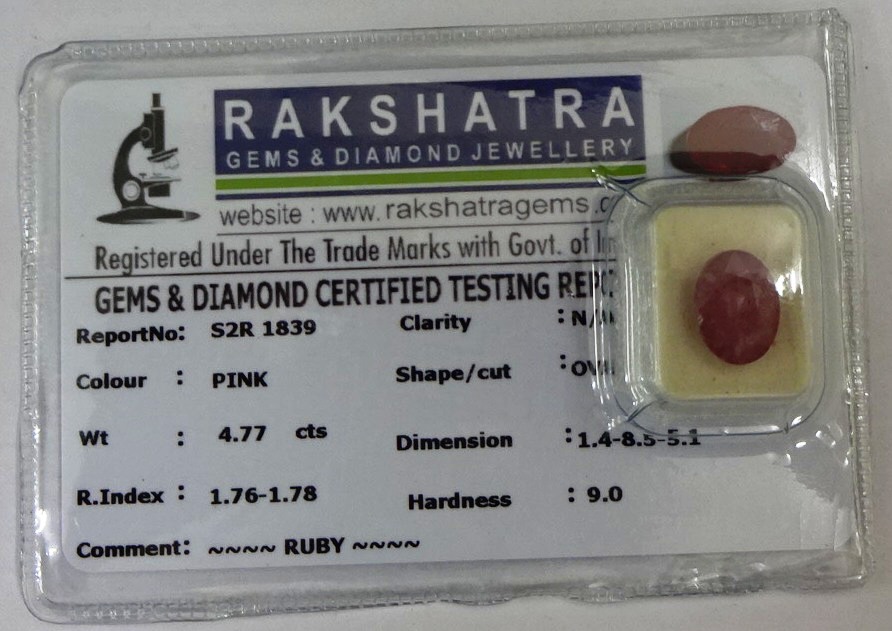 RAKSHATRA
GEMS & DIAMOND JEWELLERY
website : www.rakshatragems.c
Registered Under The Trade Marks with Govt. of
GEMS & DIAMOND CERTIFIED TESTING
ReportNo: S2R 1839 Clarity :
Colour : PINK Shape/cut :
Wt : 4.77 cts Dimension : 1.4-8.5-5.1
R.Index : 1.76-1.78 Hardness : 9.0
Comment: ~~~~ RUBY ~~~~